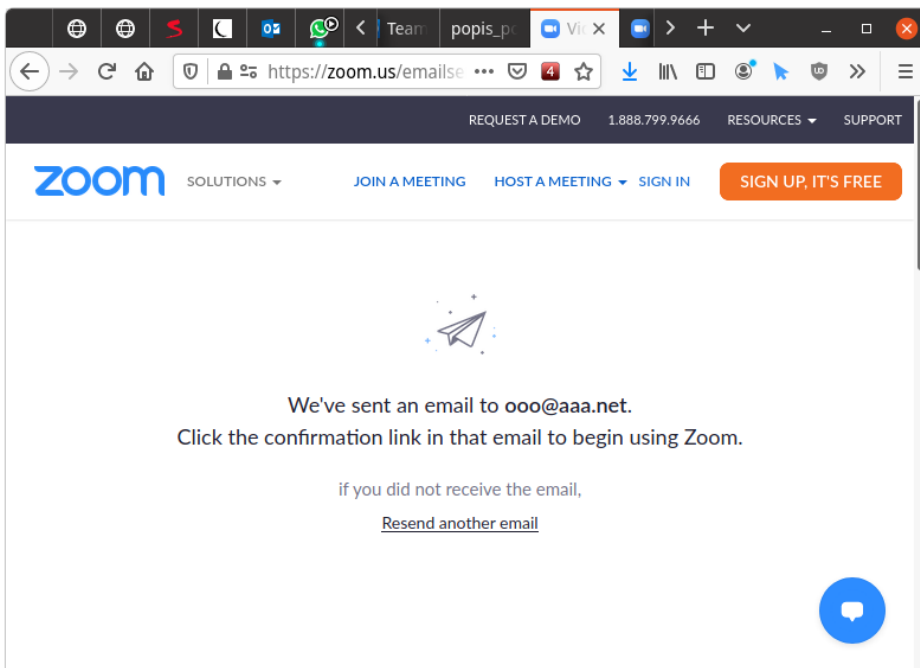 Team
popis_po
Vic
https://zoom.us/emailse
4
REQUEST A DEMO 1.888.799.9666 RESOURCES SUPPORT
zoom SOLUTIONS JOIN A MEETING HOST A MEETING SIGN IN SIGN UP, IT'S FREE
We've sent an email to ooo@aaa.net.
Click the confirmation link in that email to begin using Zoom.
if you did not receive the email,
Resend another email